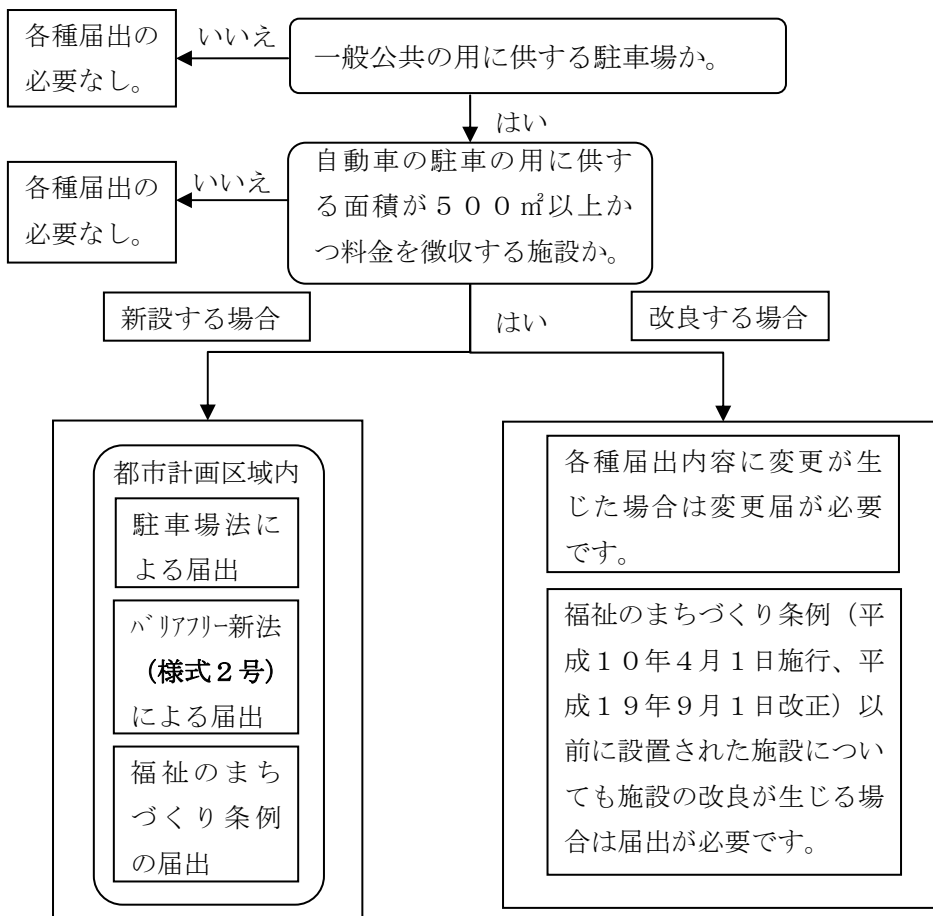 各種届出の
必要なし。
いいえ
一般公共の用に供する駐車場か。
はい
各種届出の
必要なし。
いいえ
自動車の駐車の用に供す
る面積が５００㎡以上か
つ料金を徴収する施設か。
新設する場合
はい
改良する場合
都市計画区域内
駐車場法に
よる届出
ﾊﾞﾘｱﾌﾘｰ新法
(様式２号)
による届出
福祉のまち
づくり条例
の届出
各種届出内容に変更が生
じた場合は変更届が必要
です。
福祉のまちづくり条例（平
成１０年４月１日施行、平
成１９年９月１日改正）以
前に設置された施設につい
ても施設の改良が生じる場
合は届出が必要です。